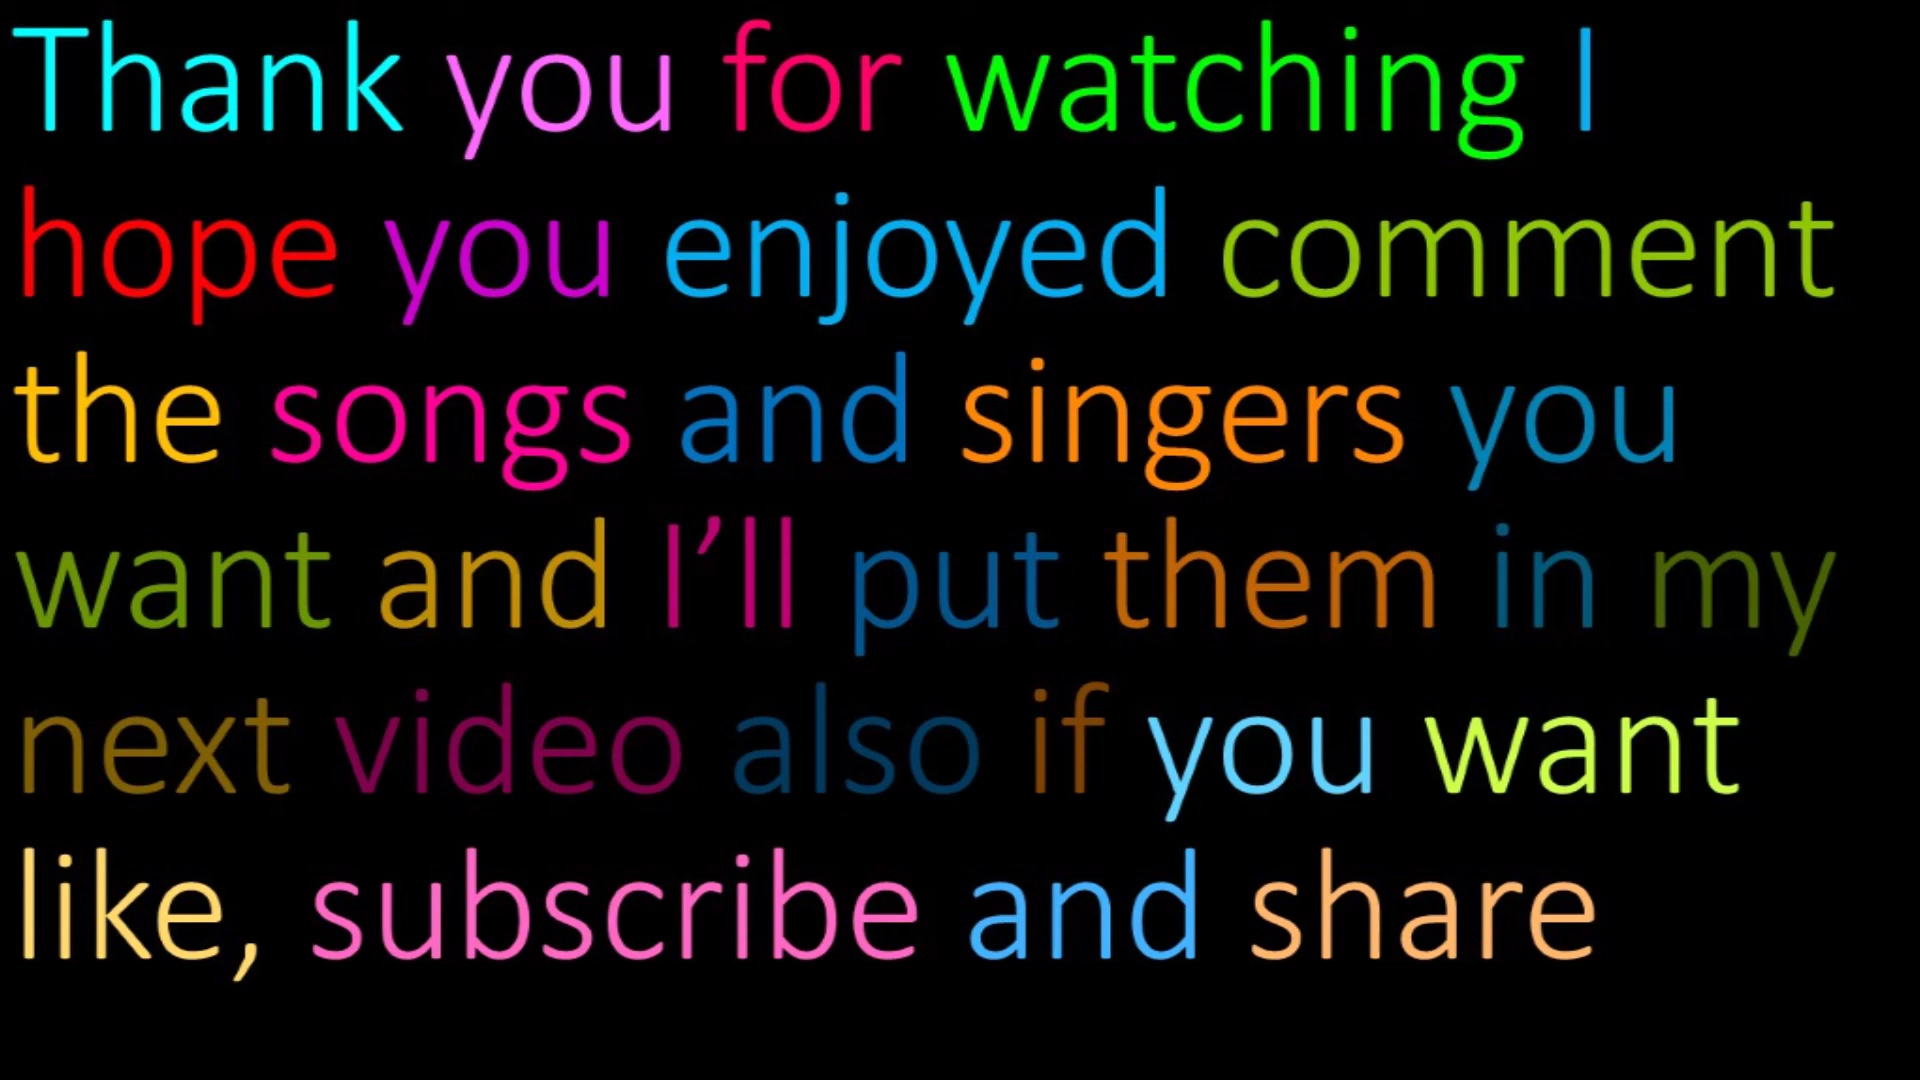 Thank you for watching I
hope you enjoyed comment
the songs and singers you
want and I’ll put them in my
next video also if you want
like, subscribe and share